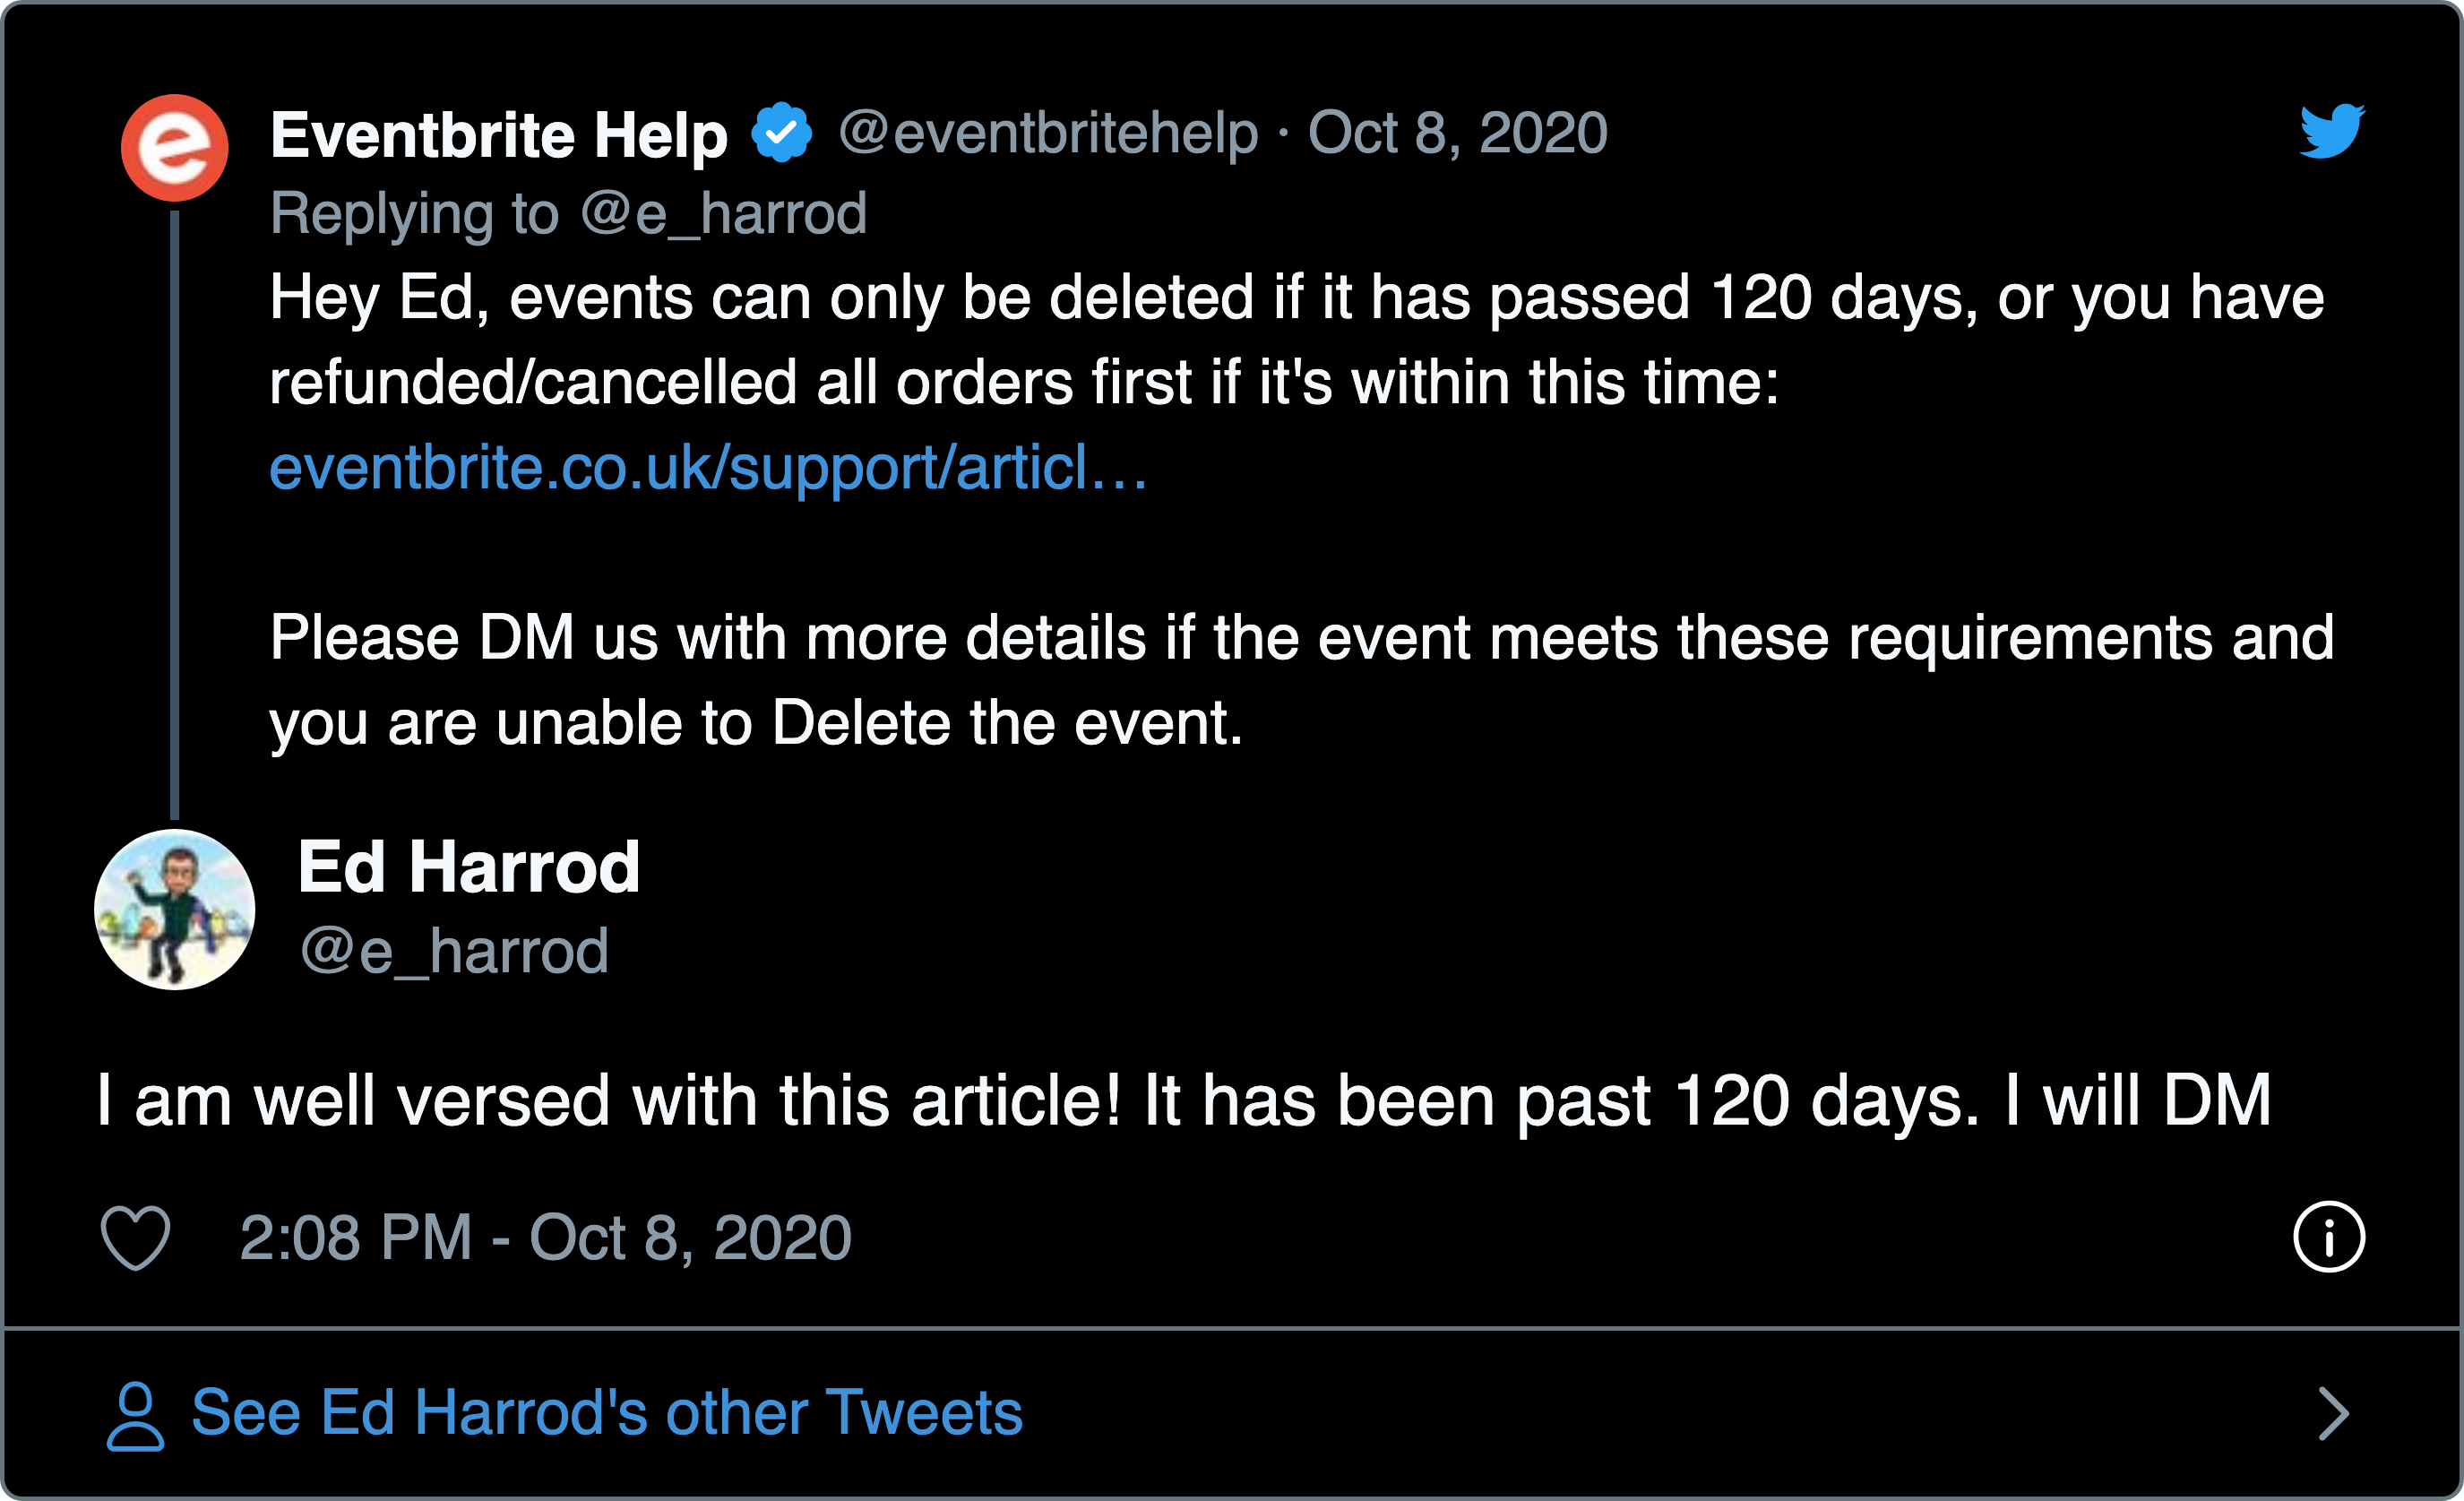 Eventbrite Help @eventbritehelp · Oct 8, 2020
Replying to @e_harrod
Hey Ed, events can only be deleted if it has passed 120 days, or you have
refunded/cancelled all orders first if it's within this time:
eventbrite.co.uk/support/articl…
Please DM us with more details if the event meets these requirements and
you are unable to Delete the event.
Ed Harrod
@e_harrod
I am well versed with this article! It has been past 120 days. I will DM
2:08 PM - Oct 8, 2020
See Ed Harrod's other Tweets